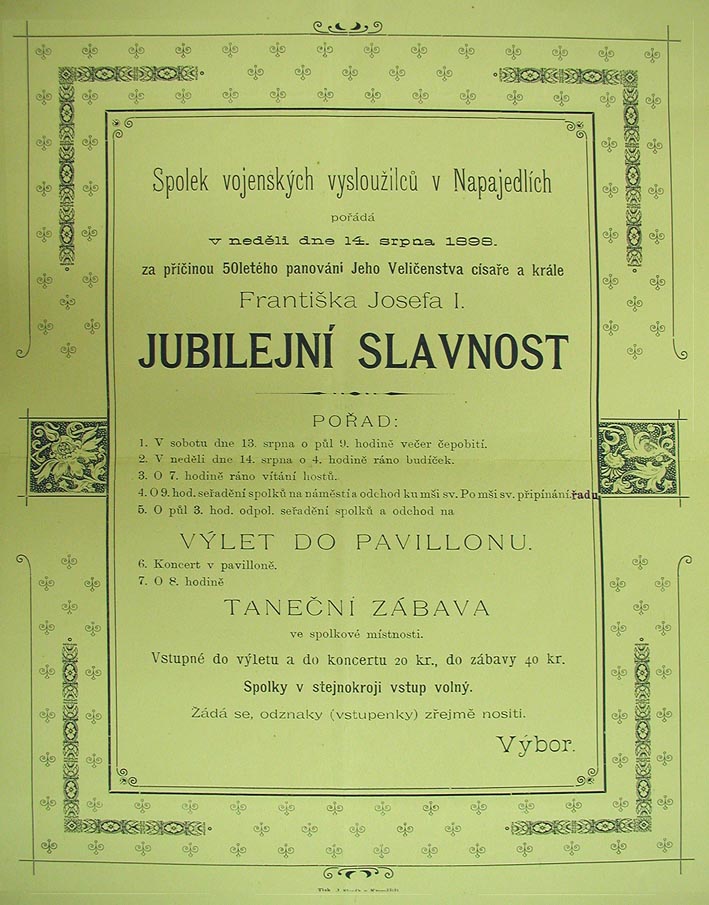 Spolek vojenských vysloužilců v Napajedlích
pořádá
v neděli dne 14. srpna 1898.
za příčinou 50letého panování Jeho Veličenstva císaře a krále
Františka Josefa I.
JUBILEJNÍ SLAVNOST
POŘAD:
1. V sobotu dne 13. srpna o půl 9. hodině večer čepobití.
2. V neděli dne 14. srpna o 4. hodině ráno budíček.
3. O 7. hodině ráno vítání hostů.
4. O 9. hod. seřadění spolků na náměstí a odchod ku mši sv. Po mši sv. připínání řadu
5. O půl 3. hod. odpol. seřadění spolků a odchod na
VÝLET DO PAVILLONU.
6. Koncert v pavilloně.
7. O 8. hodině
TANEČNÍ ZÁBAVA
ve spolkové místnosti.
Vstupné do výletu a do koncertu 20 kr., do zábavy 40 kr.
Spolky v stejnokroji vstup volný.
Žádá se, odznaky (vstupenky) zřejmě nositi.
Výbor.
Tisk